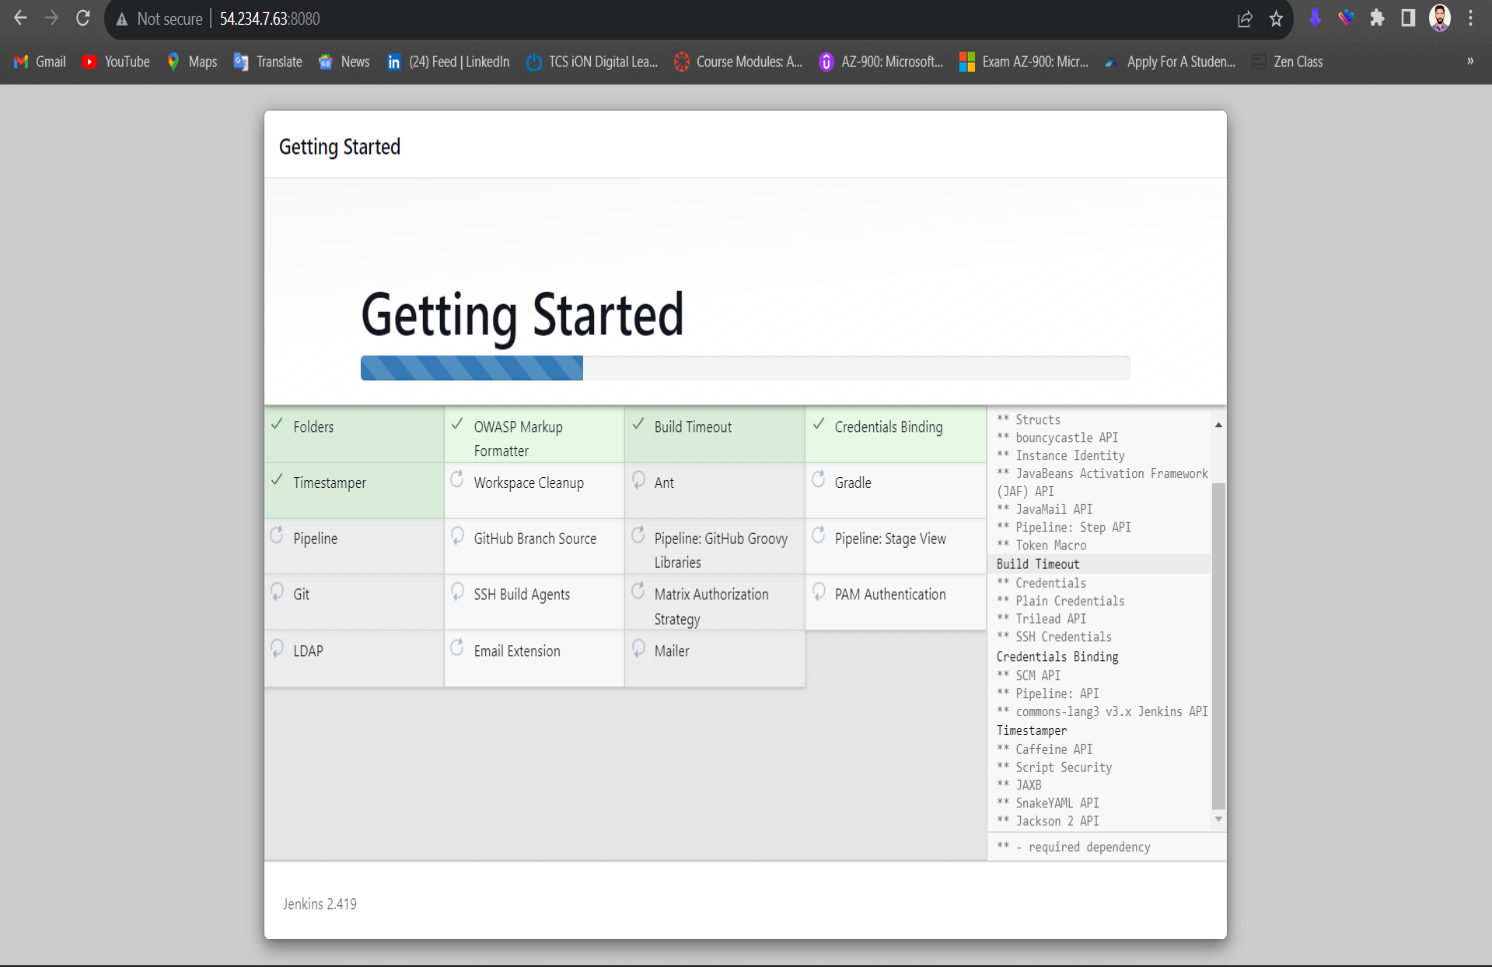 Not secure | 54.234.7.63:8080
Gmail YouTube Maps Translate News (24) Feed | LinkedIn TCS iON Digital Lea... Course Modules: A... AZ-900: Microsoft... Exam AZ-900: Micr... Apply For A Studen... Zen Class »
Getting Started
Getting Started
Folders
OWASP Markup
Formatter
Build Timeout
Credentials Binding
Timestamper
Workspace Cleanup
Ant
Gradle
Pipeline
GitHub Branch Source
Pipeline: GitHub Groovy
Libraries
Pipeline: Stage View
Git
SSH Build Agents
Matrix Authorization
Strategy
PAM Authentication
LDAP
Email Extension
Mailer
** Structs
** bouncycastle API
** Instance Identity
** JavaBeans Activation Framework
(JAF) API
** JavaMail API
** Pipeline: Step API
** Token Macro
Build Timeout
** Credentials
** Plain Credentials
** Trilead API
** SSH Credentials
Credentials Binding
** SCM API
** Pipeline: API
** commons-lang3 v3.x Jenkins API
Timestamper
** Caffeine API
** Script Security
** JAXB
** SnakeYAML API
** Jackson 2 API
** - required dependency
Jenkins 2.419